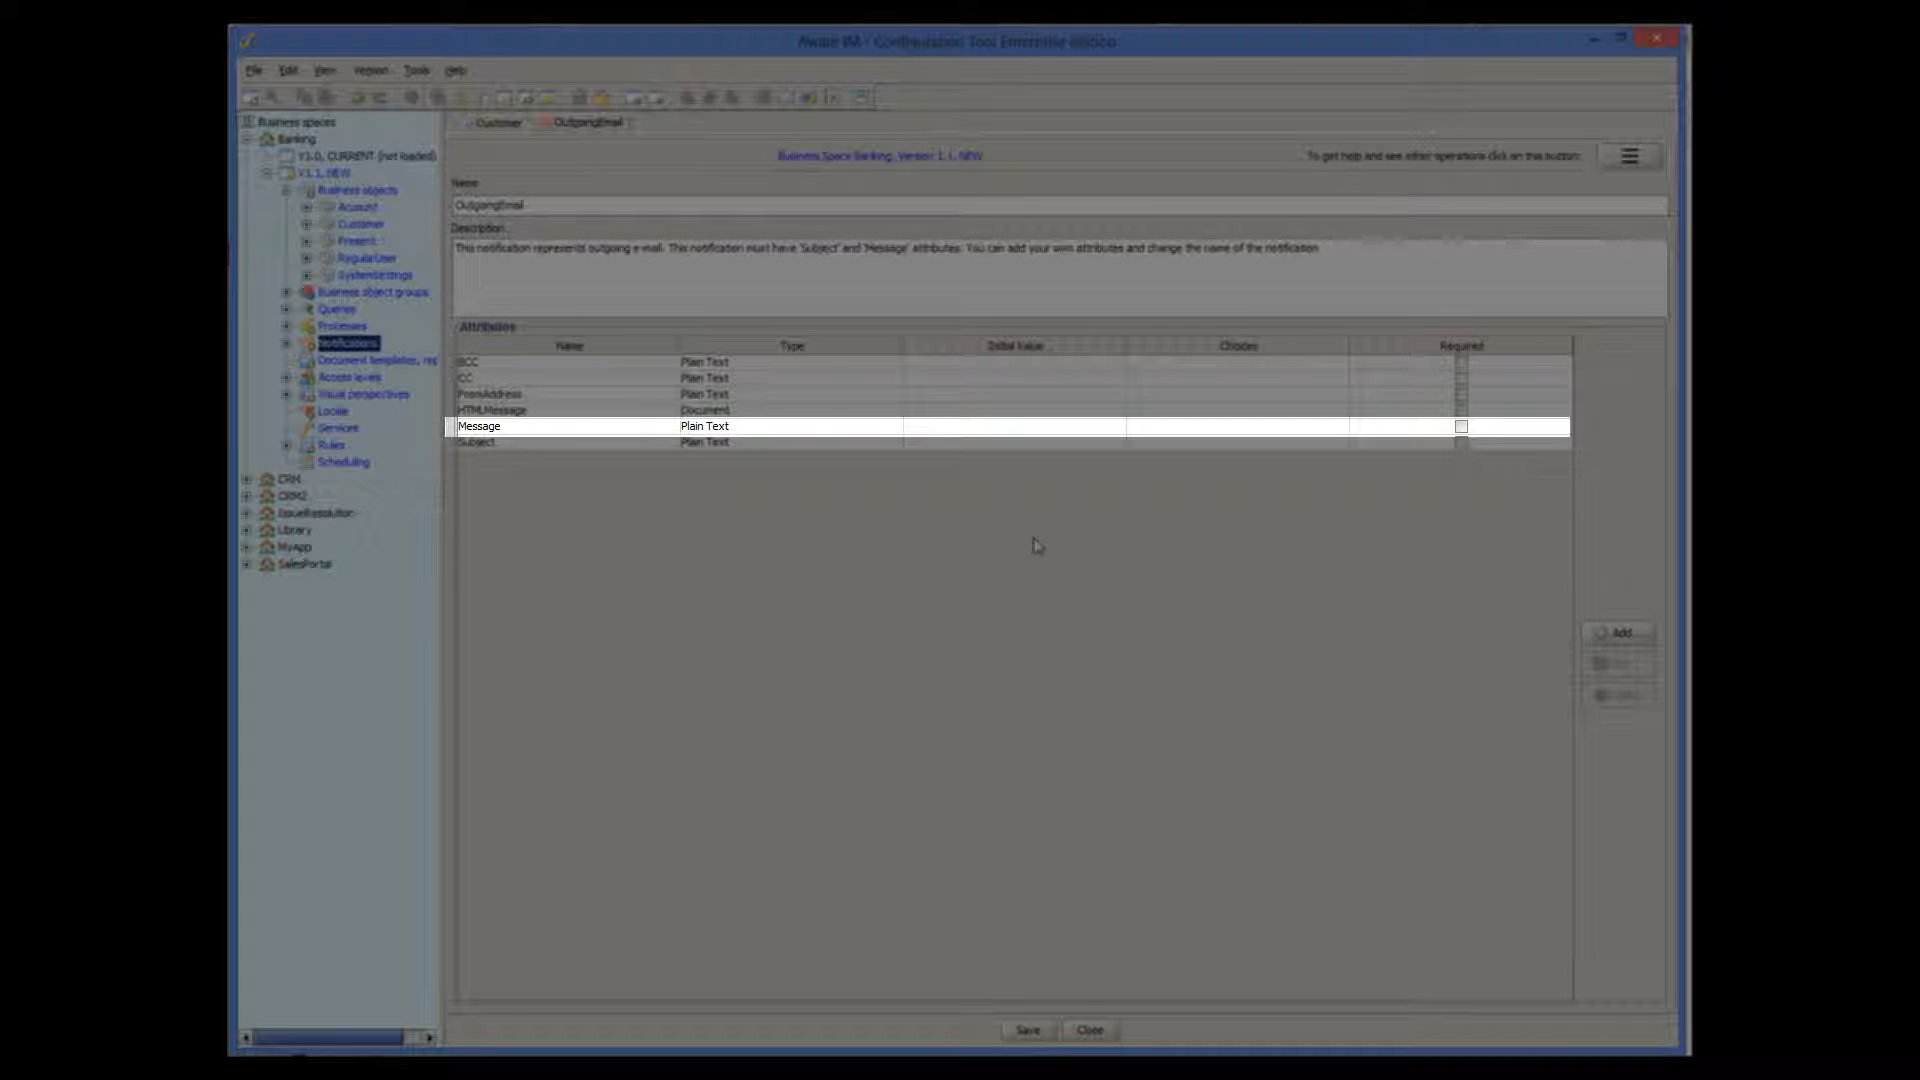 Aware IM - Configuration Tool Enterprise Edition
File Edit View Version Tools Help
Business spaces
Banking
V1.0, CURRENT (not loaded)
V1.1, NEW
Business objects
Account
Customer
Present
RegularUser
SystemSettings
Business object groups
Queries
Processes
Notifications
Document templates, rep
Access levels
Visual perspectives
Locale
Services
Rules
Scheduling
CRM
CRM2
IssueResolution
Library
MyApp
SalesPortal
Customer OutgoingEmail
Business Space Banking, Version 1.1, NEW
To get help and see other operations click on this button:
Name
OutgoingEmail
Description
This notification represents outgoing e-mail. This notification must have 'Subject' and 'Message' attributes. You can add your own attributes and change the name of the notification
Attributes
Name Type Initial Value Choices Required
BCC Plain Text
CC Plain Text
FromAddress Plain Text
HTMLMessage Document
Message Plain Text
Subject Plain Text
Add
Save Close